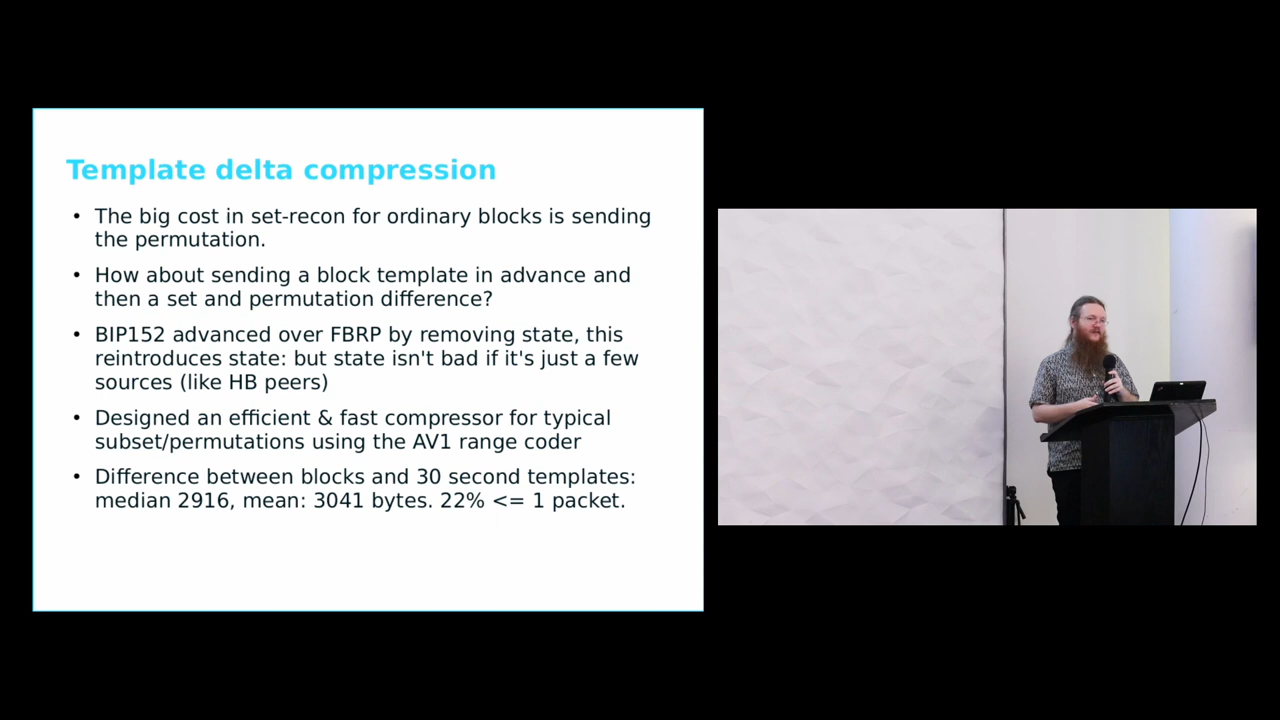 Template delta compression
• The big cost in set-recon for ordinary blocks is sending
the permutation.
• How about sending a block template in advance and
then a set and permutation difference?
• BIP152 advanced over FBRP by removing state, this
reintroduces state: but state isn't bad if it's just a few
sources (like HB peers)
• Designed an efficient & fast compressor for typical
subset/permutations using the AV1 range coder
• Difference between blocks and 30 second templates:
median 2916, mean: 3041 bytes. 22% <= 1 packet.